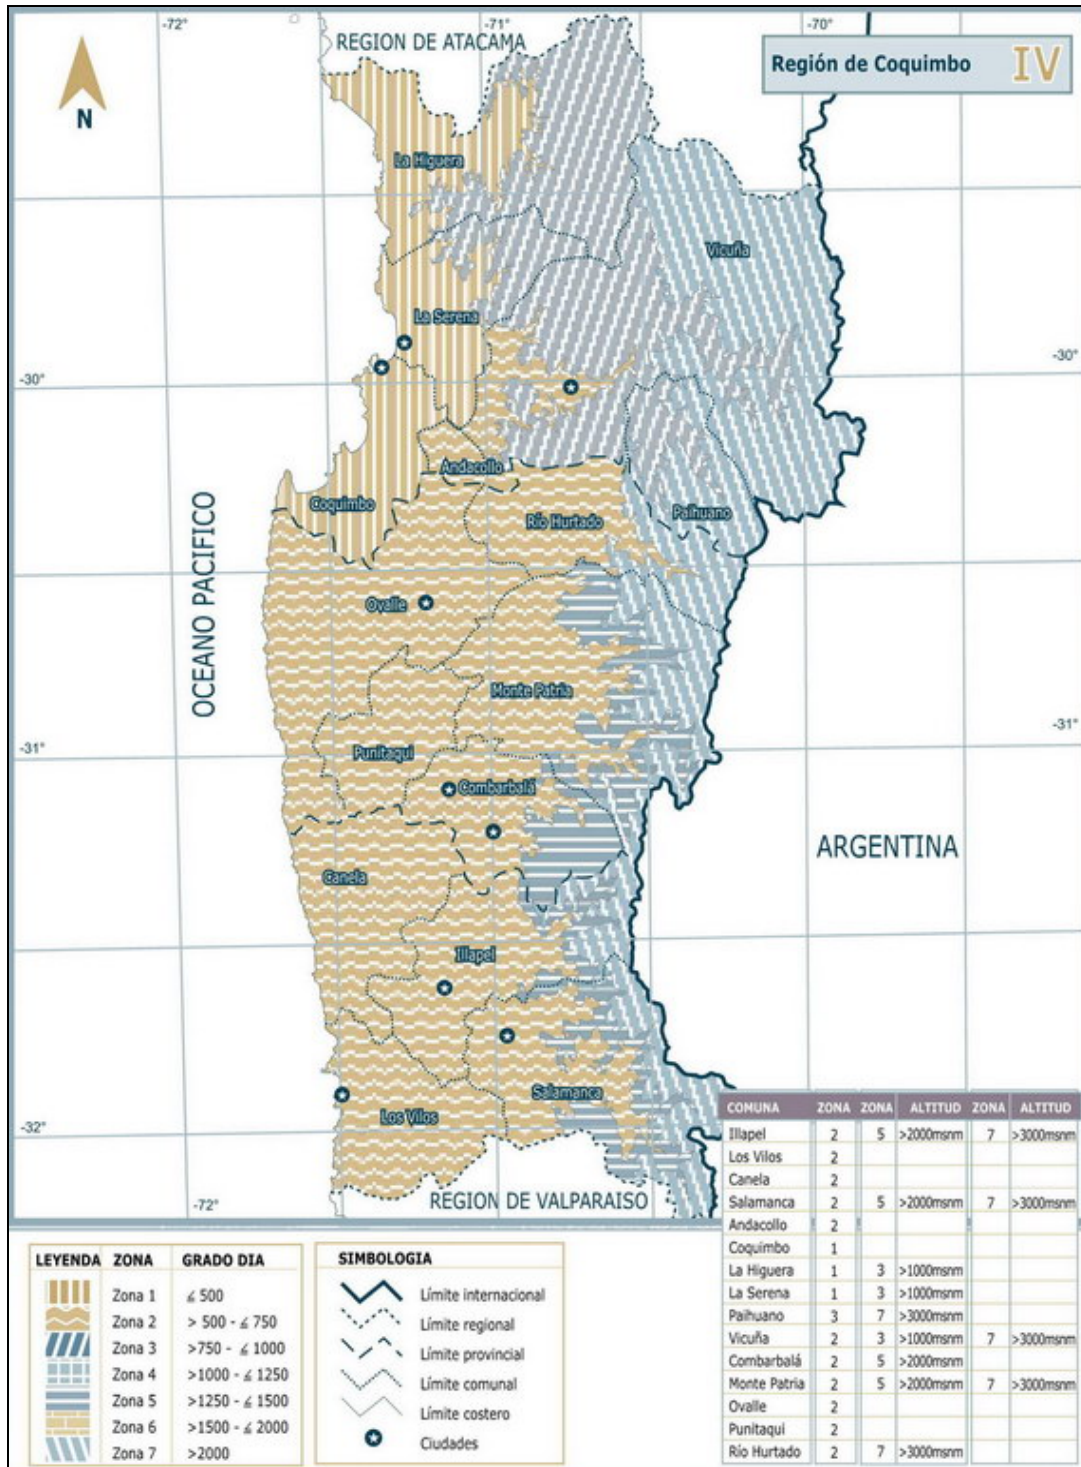 -72°
-71°
-70°
REGION DE ATACAMA
Región de Coquimbo IV
N
La Higuera
Vicuña
La Serena
-30°
-30°
Andacollo
Coquimbo
Río Hurtado
Paihuano
OCEANO PACIFICO
Ovalle
Monte Patria
-31°
-31°
Punitaqui
Combarbalá
ARGENTINA
Canela
Illapel
Salamanca
Los Vilos
-32°
-72°
REGION DE VALPARAISO
COMUNA ZONA ZONA ALTITUD ZONA ALTITUD
Illapel 2 5 >2000msnm 7 >3000msnm
Los Vilos 2
Canela 2
Salamanca 2 5 >2000msnm 7 >3000msnm
Andacollo 2
Coquimbo 1
La Higuera 1 3 >1000msnm
La Serena 1 3 >1000msnm
Paihuano 3 7 >3000msnm
Vicuña 2 3 >1000msnm 7 >3000msnm
Combarbalá 2 5 >2000msnm
Monte Patria 2 5 >2000msnm 7 >3000msnm
Ovalle 2
Punitaqui 2
Río Hurtado 2 7 >3000msnm
LEYENDA ZONA GRADO DIA
Zona 1 ≤ 500
Zona 2 > 500 - ≤ 750
Zona 3 >750 - ≤ 1000
Zona 4 >1000 - ≤ 1250
Zona 5 >1250 - ≤ 1500
Zona 6 >1500 - ≤ 2000
Zona 7 >2000
SIMBOLOGIA
Límite internacional
Límite regional
Límite provincial
Límite comunal
Límite costero
Ciudades